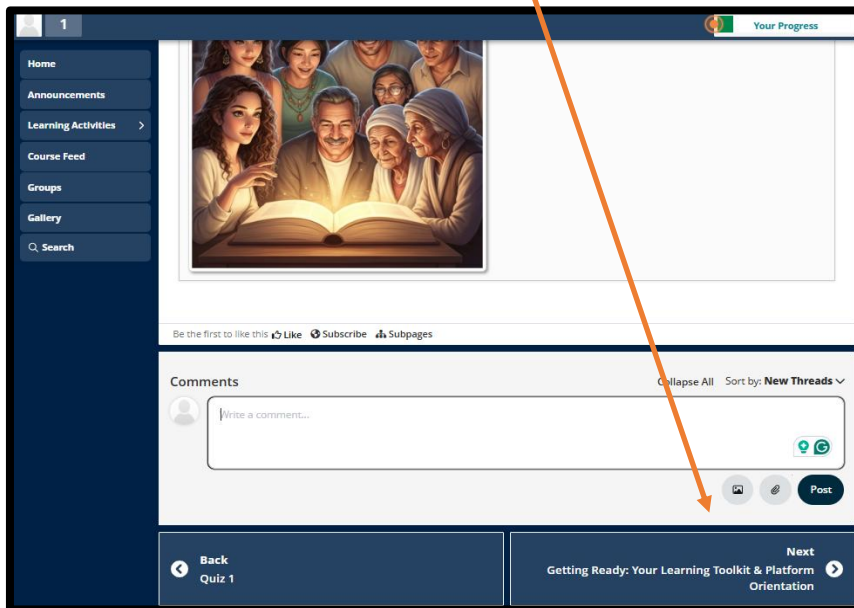 1
Your Progress
Home
Announcements
Learning Activities
Course Feed
Groups
Gallery
Search
Be the first to like this Like Subscribe Subpages
Comments
Collapse All Sort by: New Threads
Write a comment...
Post
Back
Quiz 1
Next
Getting Ready: Your Learning Toolkit & Platform
Orientation